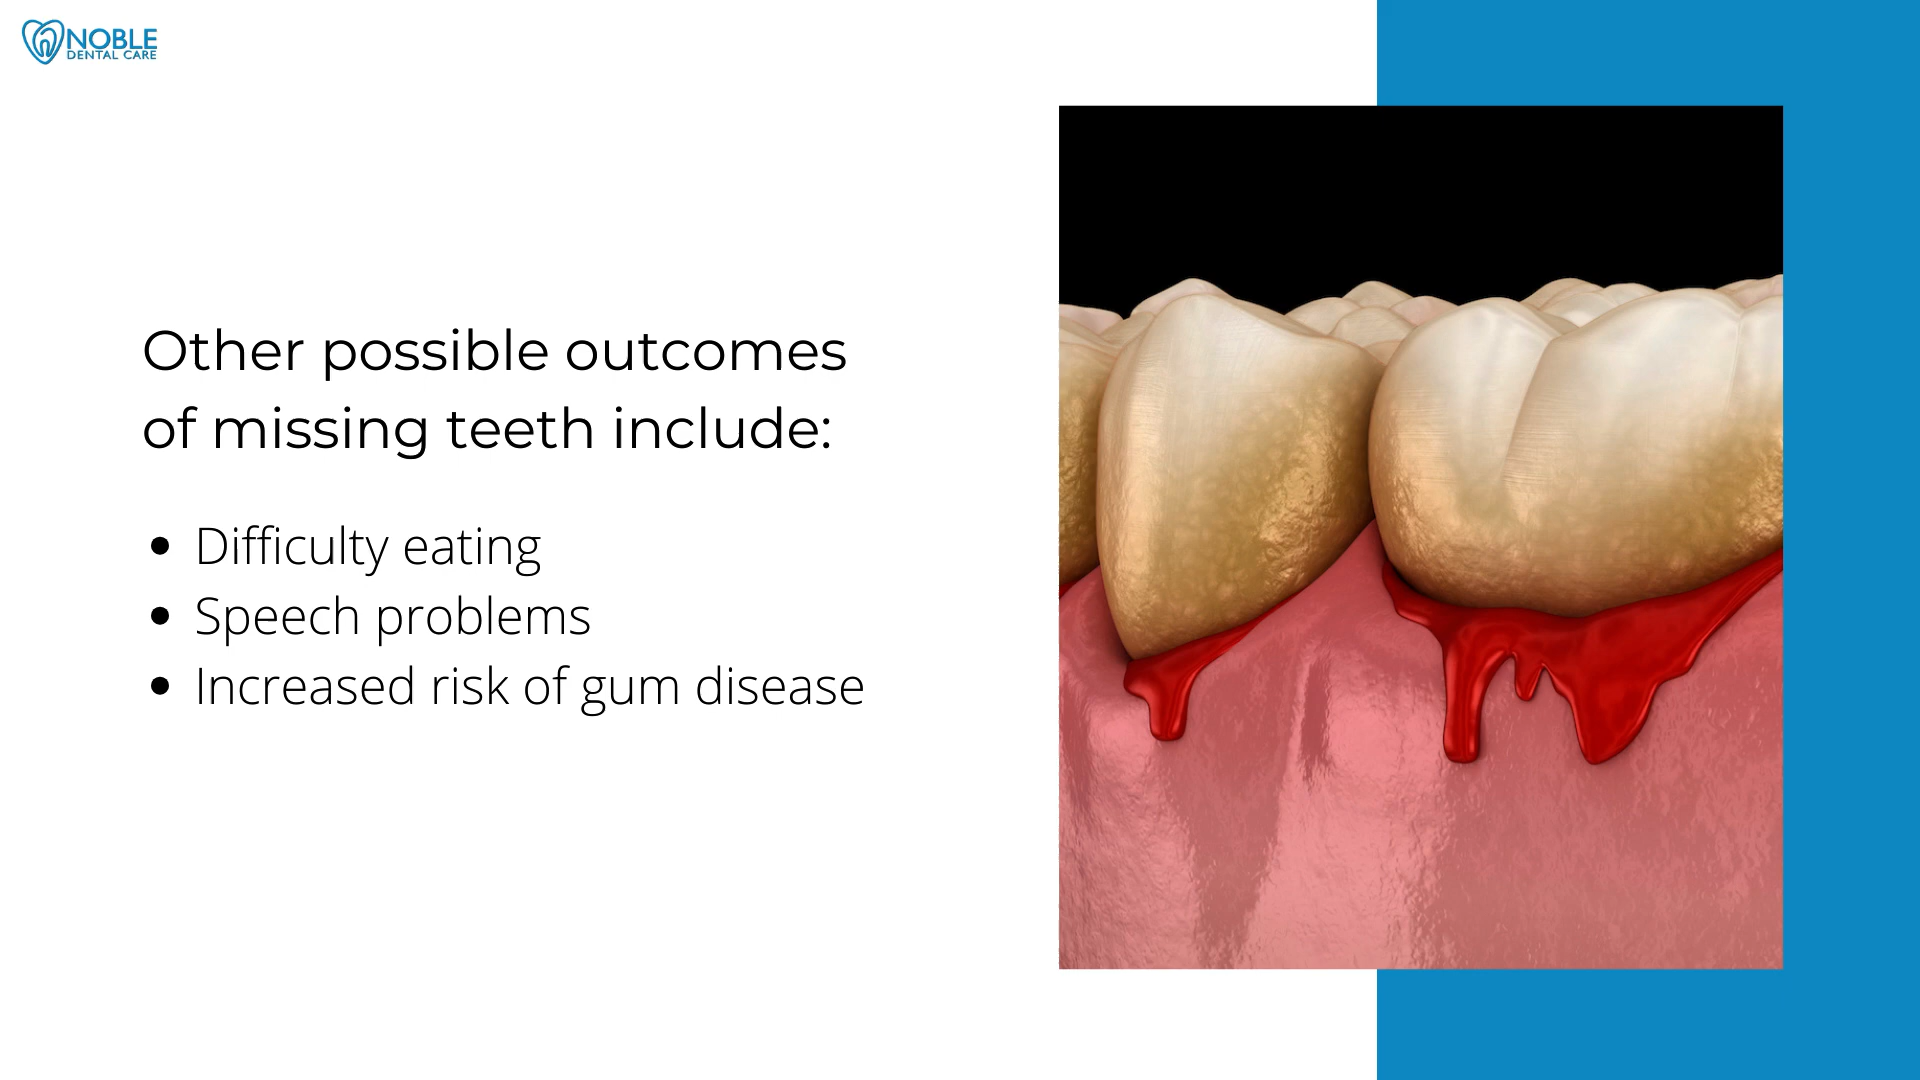 NOBLE
DENTAL CARE
Other possible outcomes
of missing teeth include:
• Difficulty eating
• Speech problems
• Increased risk of gum disease